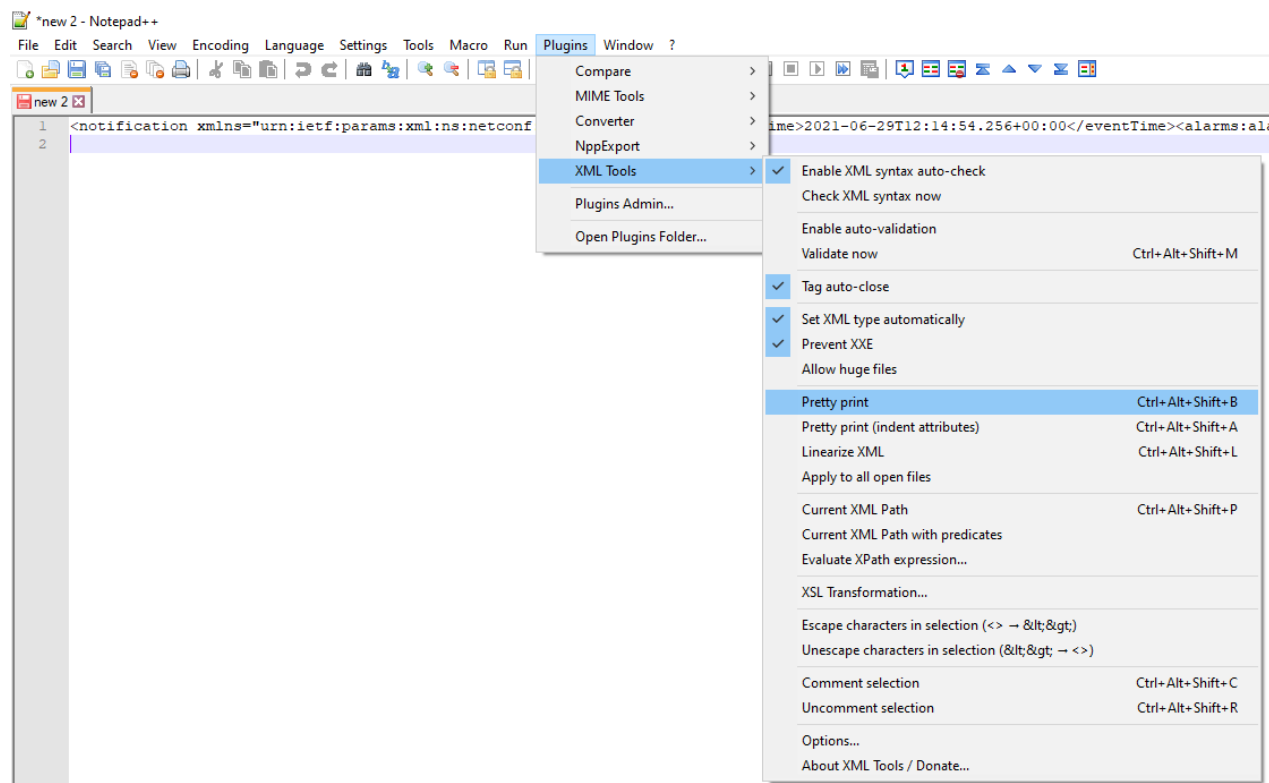 *new 2 - Notepad++
File Edit Search View Encoding Language Settings Tools Macro Run Plugins Window ?
new 2
1 <notification xmlns="urn:ietf:params:xml:ns:netconf ime>2021-06-29T12:14:54.256+00:00</eventTime><alarms:ala
2
Compare
MIME Tools
Converter
NppExport
XML Tools
Plugins Admin...
Open Plugins Folder...
Enable XML syntax auto-check
Check XML syntax now
Enable auto-validation
Validate now Ctrl+Alt+Shift+M
Tag auto-close
Set XML type automatically
Prevent XXE
Allow huge files
Pretty print Ctrl+Alt+Shift+B
Pretty print (indent attributes) Ctrl+Alt+Shift+A
Linearize XML Ctrl+Alt+Shift+L
Apply to all open files
Current XML Path Ctrl+Alt+Shift+P
Current XML Path with predicates
Evaluate XPath expression...
XSL Transformation...
Escape characters in selection (<> → &lt;&gt;)
Unescape characters in selection (&lt;&gt; → <>)
Comment selection Ctrl+Alt+Shift+C
Uncomment selection Ctrl+Alt+Shift+R
Options...
About XML Tools / Donate...